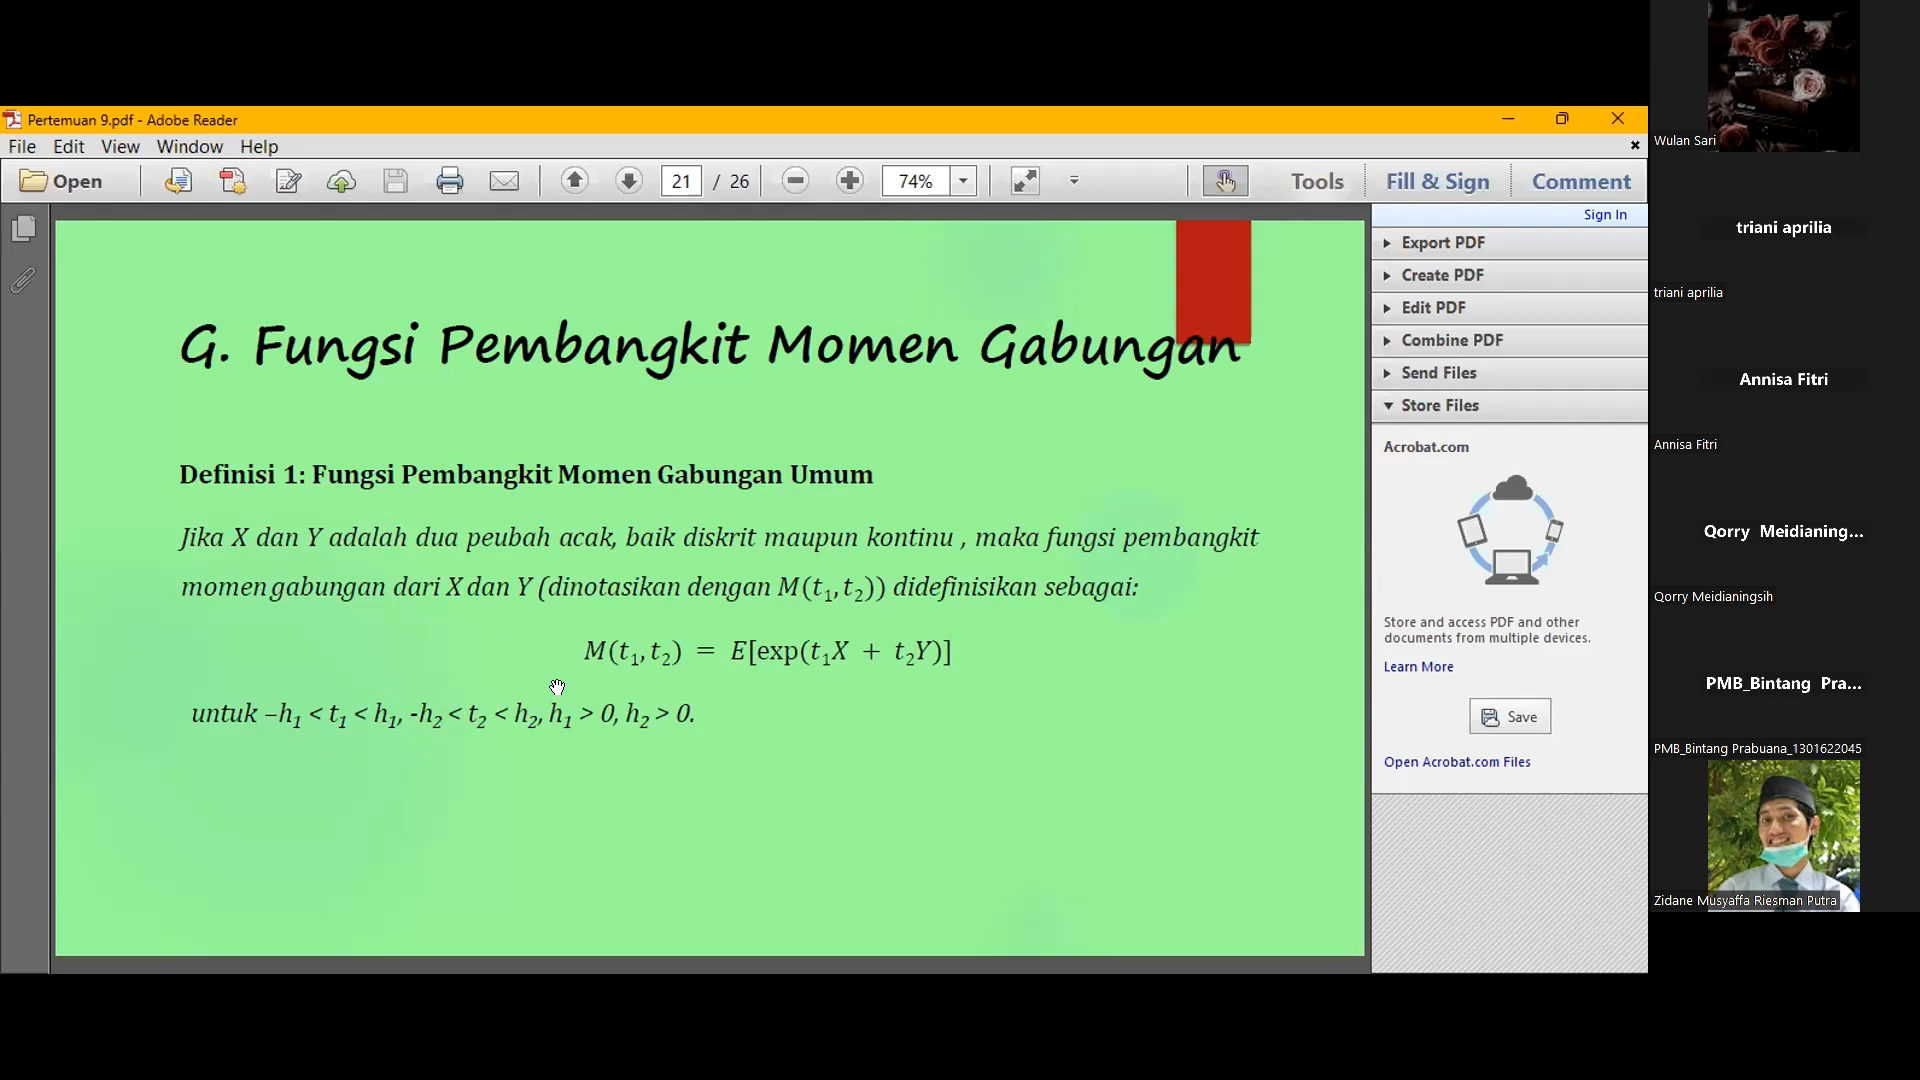 Pertemuan 9.pdf - Adobe Reader
File Edit View Window Help
Open 21 / 26 74% Tools Fill & Sign Comment
Sign In
Export PDF
Create PDF
Edit PDF
Combine PDF
Send Files
Store Files
Acrobat.com
Store and access PDF and other
documents from multiple devices.
Learn More
Save
Open Acrobat.com Files
G. Fungsi Pembangkit Momen Gabungan
Definisi 1: Fungsi Pembangkit Momen Gabungan Umum
Jika X dan Y adalah dua peubah acak, baik diskrit maupun kontinu , maka fungsi pembangkit
momen gabungan dari X dan Y (dinotasikan dengan M(t₁,t₂)) didefinisikan sebagai:
M(t₁,t₂) = E[exp(t₁X + t₂Y)]
untuk –h₁ < t₁ < h₁, -h₂ < t₂ < h₂, h₁ > 0, h₂ > 0.
Wulan Sari
triani aprilia
triani aprilia
Annisa Fitri
Annisa Fitri
Qorry Meidianing...
Qorry Meidianingsih
PMB_Bintang Pra...
PMB_Bintang Prabuana_1301622045
Zidane Musyaffa Riesman Putra